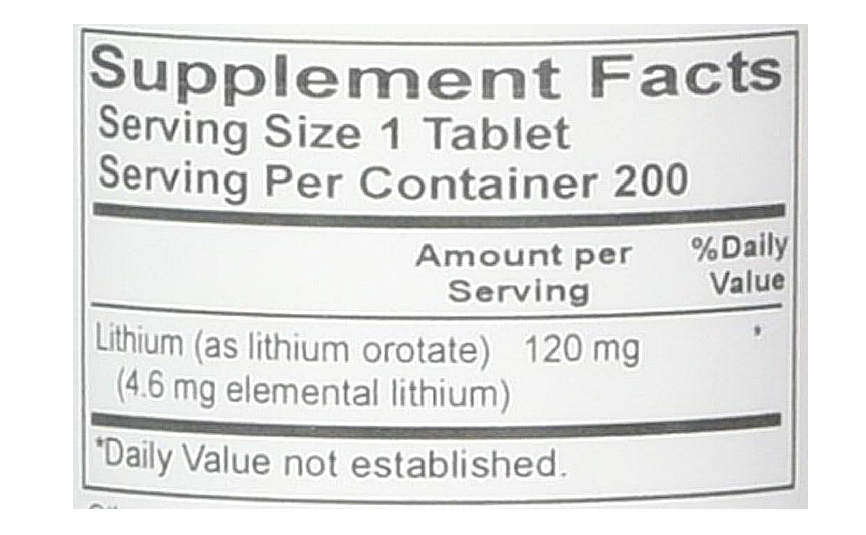 Supplement Facts
Serving Size 1 Tablet
Serving Per Container 200
Amount per %Daily
Serving Value
Lithium (as lithium orotate) 120 mg *
(4.6 mg elemental lithium)
*Daily Value not established.